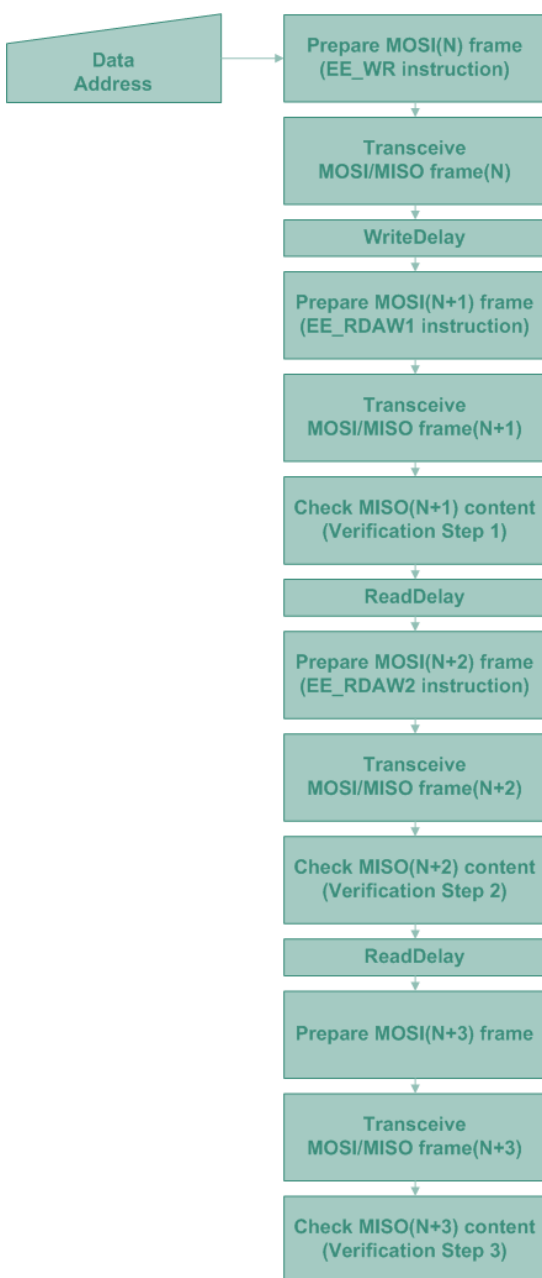 Data
Address
Prepare MOSI(N) frame
(EE_WR instruction)
Transceive
MOSI/MISO frame(N)
WriteDelay
Prepare MOSI(N+1) frame
(EE_RDAW1 instruction)
Transceive
MOSI/MISO frame(N+1)
Check MISO(N+1) content
(Verification Step 1)
ReadDelay
Prepare MOSI(N+2) frame
(EE_RDAW2 instruction)
Transceive
MOSI/MISO frame(N+2)
Check MISO(N+2) content
(Verification Step 2)
ReadDelay
Prepare MOSI(N+3) frame
Transceive
MOSI/MISO frame(N+3)
Check MISO(N+3) content
(Verification Step 3)